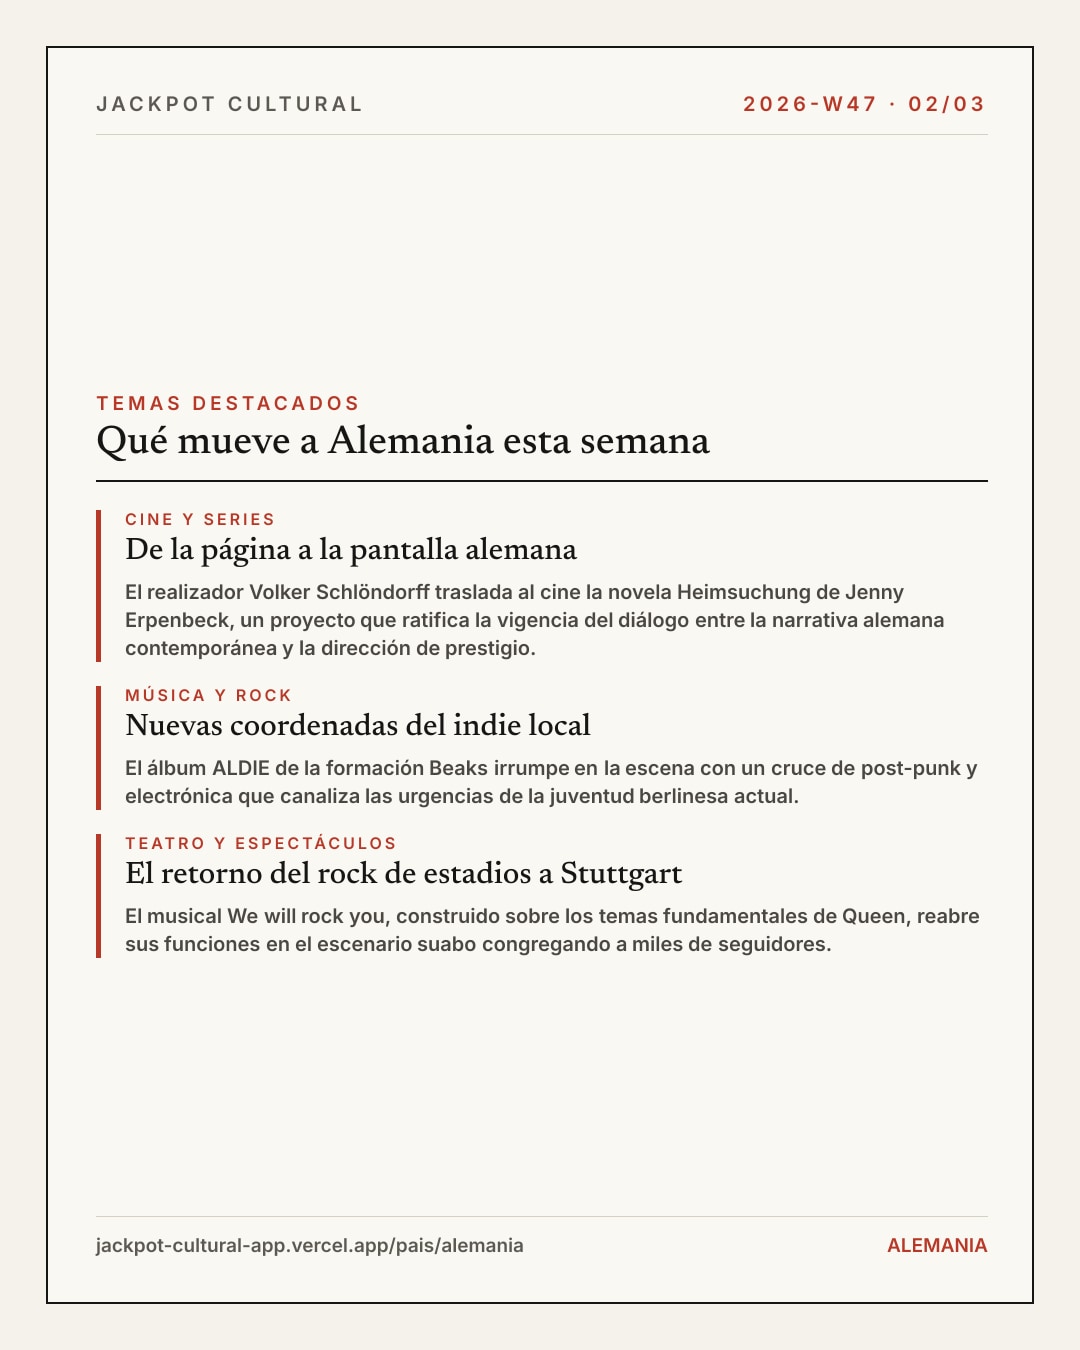 JACKPOT CULTURAL
2026-W47 · 02/03
TEMAS DESTACADOS
Qué mueve a Alemania esta semana
CINE Y SERIES
De la página a la pantalla alemana
El realizador Volker Schlöndorff traslada al cine la novela Heimsuchung de Jenny
Erpenbeck, un proyecto que ratifica la vigencia del diálogo entre la narrativa alemana
contemporánea y la dirección de prestigio.
MÚSICA Y ROCK
Nuevas coordenadas del indie local
El álbum ALDIE de la formación Beaks irrumpe en la escena con un cruce de post-punk y
electrónica que canaliza las urgencias de la juventud berlinesa actual.
TEATRO Y ESPECTÁCULOS
El retorno del rock de estadios a Stuttgart
El musical We will rock you, construido sobre los temas fundamentales de Queen, reabre
sus funciones en el escenario suabo congregando a miles de seguidores.
jackpot-cultural-app.vercel.app/pais/alemania
ALEMANIA